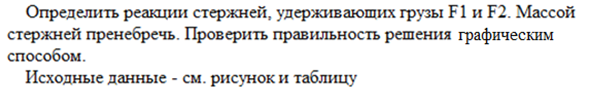 Определить реакции стержней, удерживающих грузы F1 и F2. Массой
стержней пренебречь. Проверить правильность решения графическим
способом.
Исходные данные - см. рисунок и таблицу